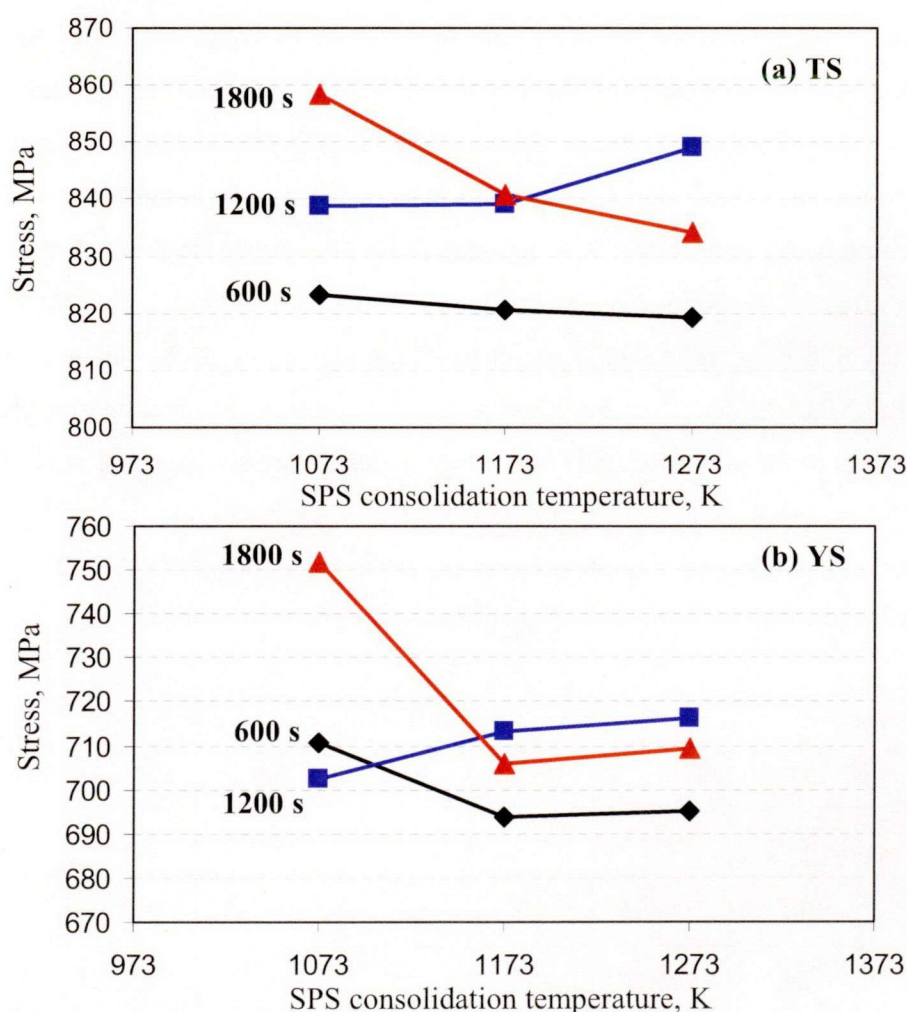 870
860
850
840
830
820
810
800
Stress, MPa
(a) TS
1800 s
1200 s
600 s
973 1073 1173 1273 1373
SPS consolidation temperature, K
760
750
740
730
720
710
700
690
680
670
Stress, MPa
(b) YS
1800 s
600 s
1200 s
973 1073 1173 1273 1373
SPS consolidation temperature, K